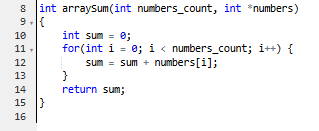 8 int arraySum(int numbers_count, int *numbers)
9 {
10     int sum = 0;
11     for(int i = 0; i < numbers_count; i++) {
12         sum = sum + numbers[i];
13     }
14     return sum;
15 }
16